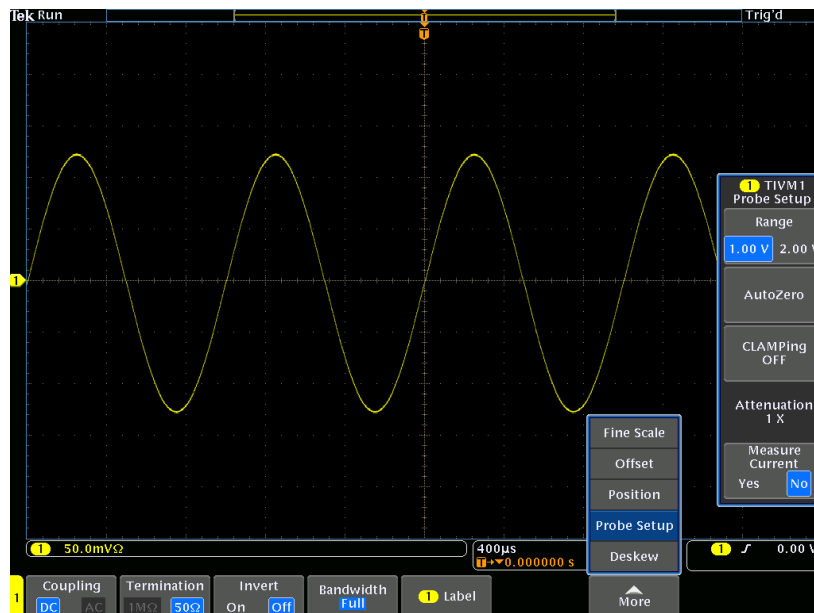 Tek Run
Trig'd
T
T
1
1 TIVM1
Probe Setup
Range
1.00 V 2.00 V
AutoZero
CLAMPing
OFF
Attenuation
1 X
Measure
Current
Yes No
Fine Scale
Offset
Position
Probe Setup
Deskew
1 50.0mVΩ
400µs
T→▼0.000000 s
1 0.00 V
1
Coupling
DC AC
Termination
1MΩ 50Ω
Invert
On Off
Bandwidth
Full
1 Label
More